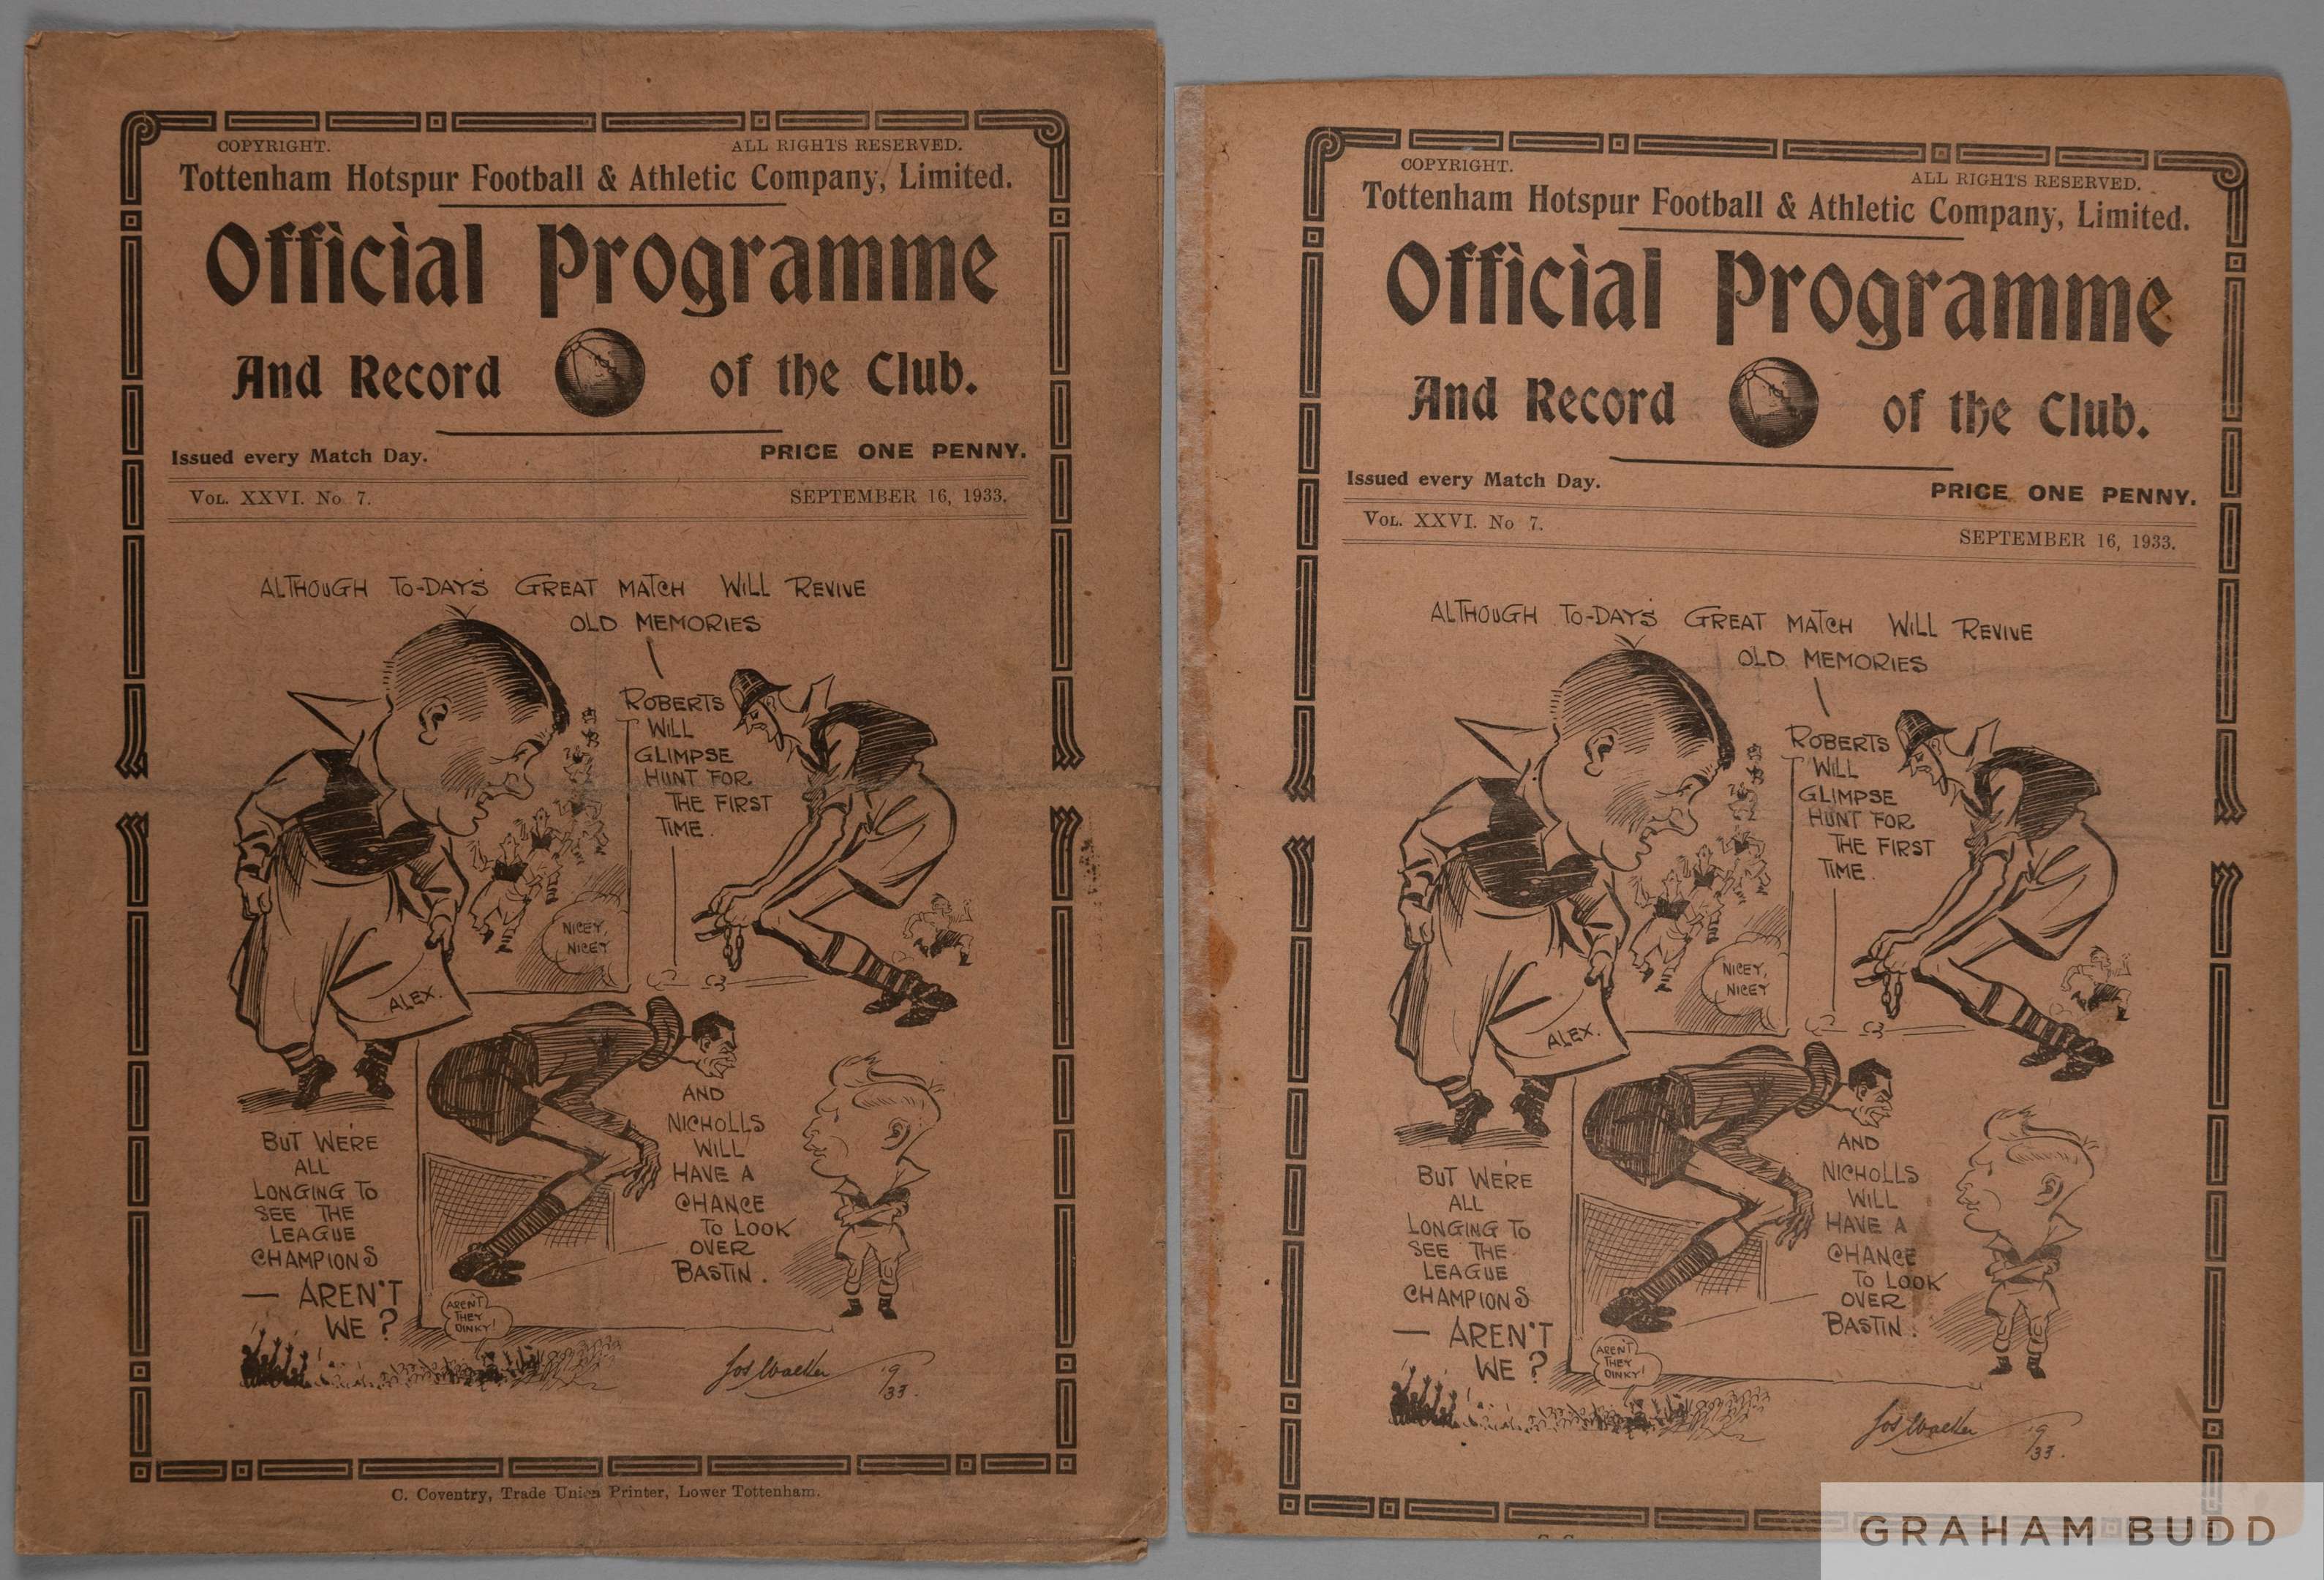 COPYRIGHT.
ALL RIGHTS RESERVED.
Tottenham Hotspur Football & Athletic Company, Limited.
Official Programme
And Record of the Club.
Issued every Match Day.
PRICE ONE PENNY.
VOL. XXVI. No 7.
SEPTEMBER 16, 1933.
ALTHOUGH TO-DAY'S GREAT MATCH WILL REVIVE
OLD MEMORIES
ROBERTS
WILL
GLIMPSE
HUNT FOR
THE FIRST
TIME.
NICEY,
NICEY
ALEX.
AND
NICHOLLS
WILL
HAVE A
CHANCE
TO LOOK
OVER
BASTIN.
BUT WE'RE
ALL
LONGING TO
SEE THE
LEAGUE
CHAMPIONS
— AREN'T
WE?
AREN'T
THEY
DINKY!
Jos Walker 9/33.
C. Coventry, Trade Union Printer, Lower Tottenham.
COPYRIGHT.
ALL RIGHTS RESERVED.
Tottenham Hotspur Football & Athletic Company, Limited.
Official Programme
And Record of the Club.
Issued every Match Day.
PRICE ONE PENNY.
VOL. XXVI. No 7.
SEPTEMBER 16, 1933.
ALTHOUGH TO-DAY'S GREAT MATCH WILL REVIVE
OLD MEMORIES
ROBERTS
WILL
GLIMPSE
HUNT FOR
THE FIRST
TIME.
NICEY,
NICEY
ALEX.
AND
NICHOLLS
WILL
HAVE A
CHANCE
TO LOOK
OVER
BASTIN.
BUT WE'RE
ALL
LONGING TO
SEE THE
LEAGUE
CHAMPIONS
— AREN'T
WE?
AREN'T
THEY
DINKY!
Jos Walker 9/33.
GRAHAM BUDD